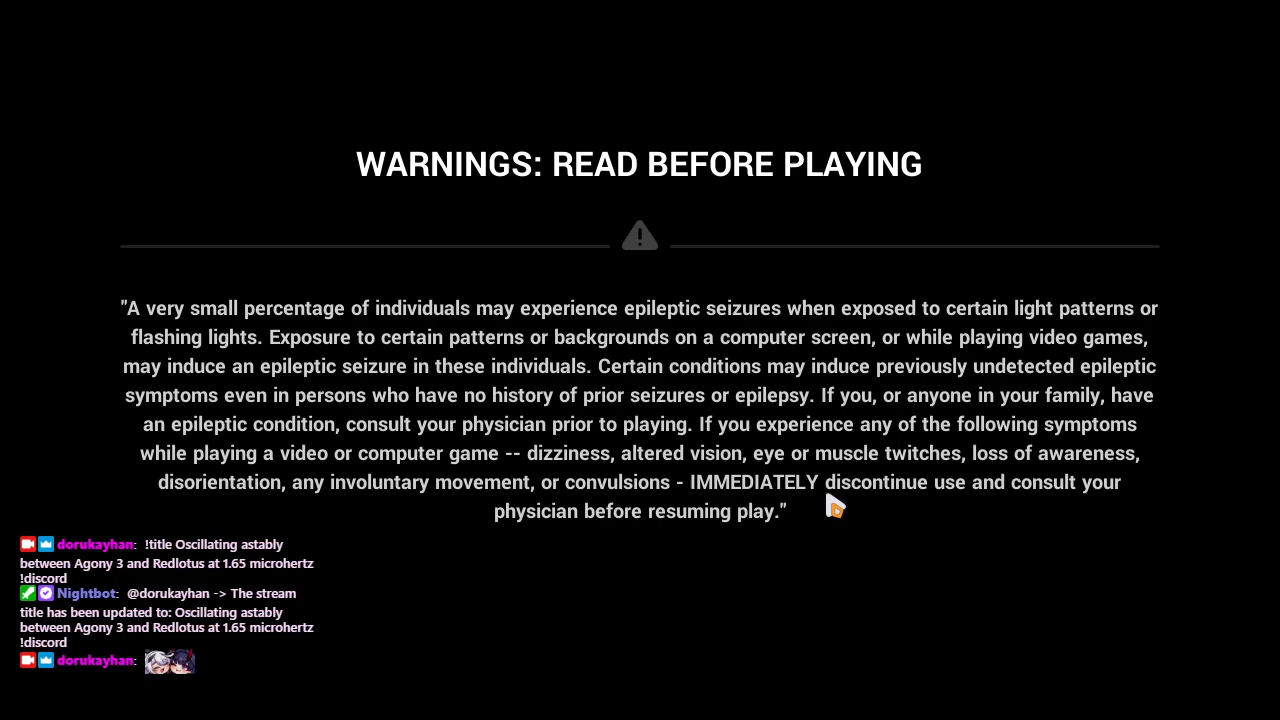 WARNINGS: READ BEFORE PLAYING
"A very small percentage of individuals may experience epileptic seizures when exposed to certain light patterns or
flashing lights. Exposure to certain patterns or backgrounds on a computer screen, or while playing video games,
may induce an epileptic seizure in these individuals. Certain conditions may induce previously undetected epileptic
symptoms even in persons who have no history of prior seizures or epilepsy. If you, or anyone in your family, have
an epileptic condition, consult your physician prior to playing. If you experience any of the following symptoms
while playing a video or computer game -- dizziness, altered vision, eye or muscle twitches, loss of awareness,
disorientation, any involuntary movement, or convulsions - IMMEDIATELY discontinue use and consult your
physician before resuming play."
dorukayhan: !title Oscillating astably
between Agony 3 and Redlotus at 1.65 microhertz
!discord
Nightbot: @dorukayhan -> The stream
title has been updated to: Oscillating astably
between Agony 3 and Redlotus at 1.65 microhertz
!discord
dorukayhan: